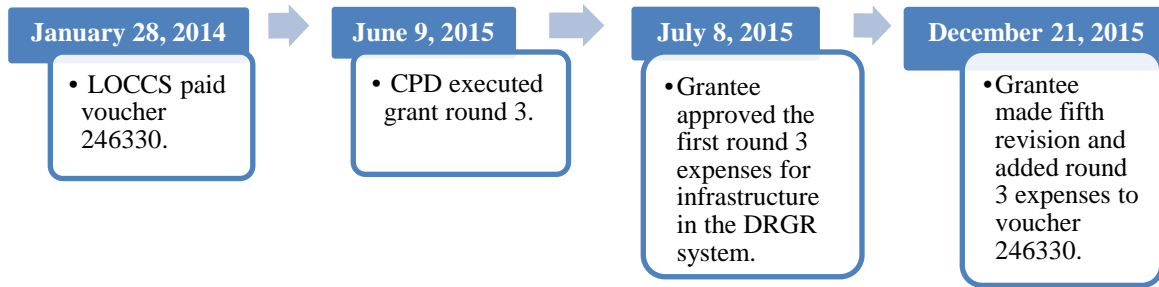 January 28, 2014
• LOCCS paid
voucher
246330.
June 9, 2015
• CPD executed
grant round 3.
July 8, 2015
•Grantee
approved the
first round 3
expenses for
infrastructure
in the DRGR
system.
December 21, 2015
•Grantee
made fifth
revision and
added round
3 expenses to
voucher
246330.